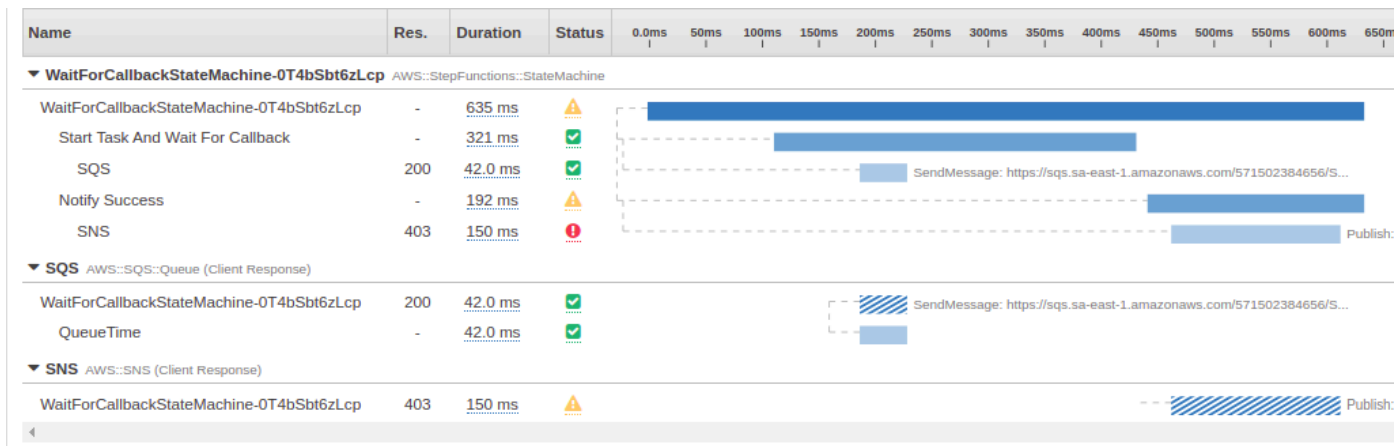 Name Res. Duration Status 0.0ms 50ms 100ms 150ms 200ms 250ms 300ms 350ms 400ms 450ms 500ms 550ms 600ms 650m
WaitForCallbackStateMachine-0T4bSbt6zLcp AWS::StepFunctions::StateMachine
WaitForCallbackStateMachine-0T4bSbt6zLcp - 635 ms
Start Task And Wait For Callback - 321 ms
SQS 200 42.0 ms SendMessage: https://sqs.sa-east-1.amazonaws.com/571502384656/S...
Notify Success - 192 ms
SNS 403 150 ms Publish:
SQS AWS::SQS::Queue (Client Response)
WaitForCallbackStateMachine-0T4bSbt6zLcp 200 42.0 ms SendMessage: https://sqs.sa-east-1.amazonaws.com/571502384656/S...
QueueTime - 42.0 ms
SNS AWS::SNS (Client Response)
WaitForCallbackStateMachine-0T4bSbt6zLcp 403 150 ms Publish: